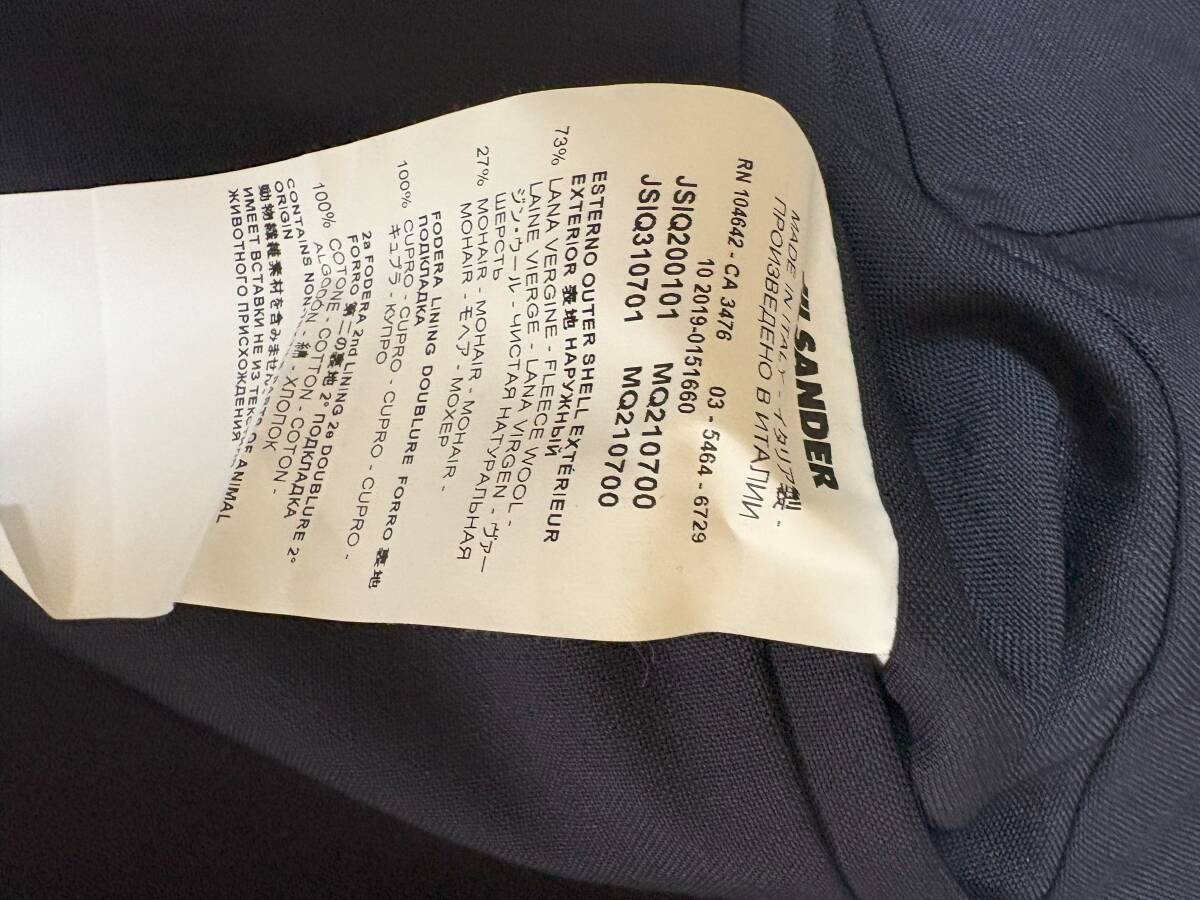 JIL SANDER
MADE IN ITALY - イタリア製 -
ПРОИЗВЕДЕНО В ИТАЛИИ
RN 104642 - CA 3476 03 - 5464 - 6729
10 2019-0151660
JSIQ200101 MQ210700
JSIQ310701 MQ210700
ESTERNO OUTER SHELL EXTÉRIEUR
EXTERIOR 表地 НАРУЖНЫЙ
73% LANA VERGINE - FLEECE WOOL -
LAINE VIERGE - LANA VIRGEN - ヴァー
ジン・ウール - ЧИСТАЯ НАТУРАЛЬНАЯ
ШЕРСТЬ
27% MOHAIR - MOHAIR - MOHAIR -
MOHAIR - モヘア - МОХЕР -
FODERA LINING DOUBLURE FORRO 裏地
ПОДКЛАДКА
100% CUPRO - CUPRO - CUPRO - CUPRO -
キュプラ - КУПРО -
2a FODERA 2nd LINING 2e DOUBLURE 2°
FORRO 第二の裏地 2° ПОДКЛАДКА
100% COTONE - COTTON - COTON -
ALGODON - 綿 - ХЛОПОК
CONTAINS OF ANIMAL
ORIGIN
動物繊維素材を含みません
ИМЕЕТ ВСТАВКИ НЕ ИЗ
ЖИВОТНОГО ПРОИСХОЖДЕНИЯ